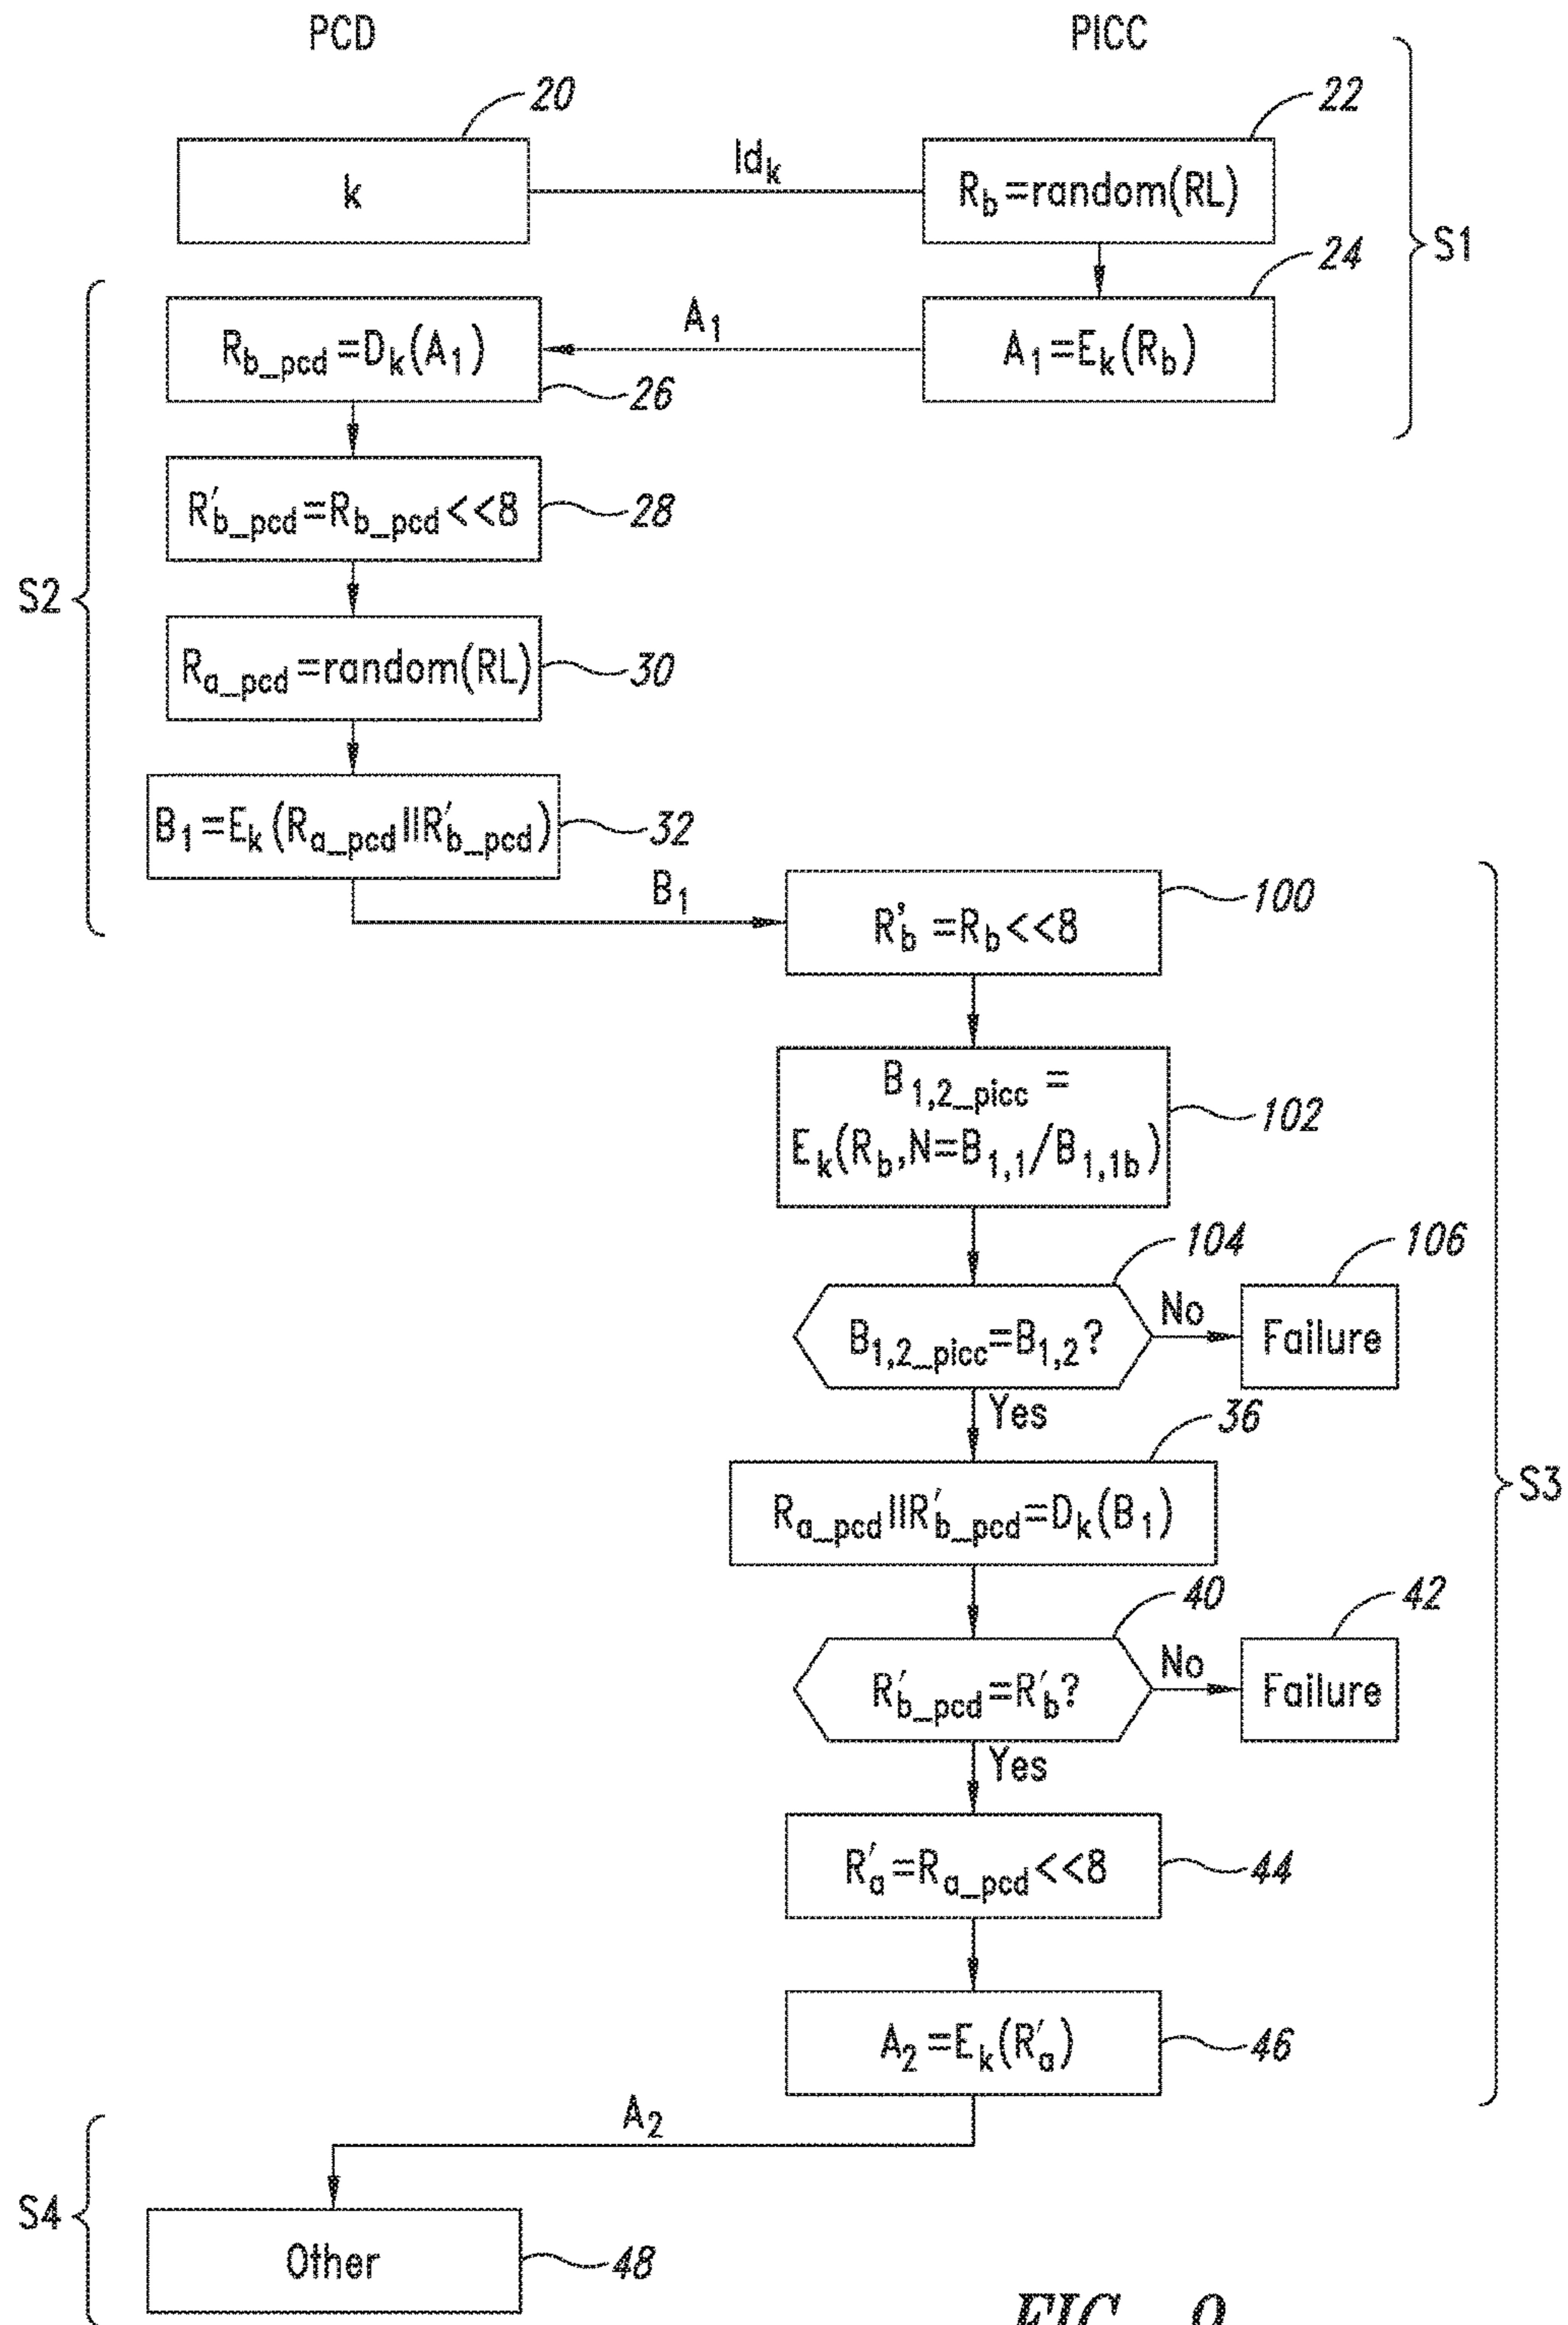 PCD PICC
20 22
k Id_k R_b=random(RL)
24 S1
R_b_pcd=D_k(A_1) A_1 A_1=E_k(R_b)
26
R'_b_pcd=R_b_pcd<<8 28
S2
R_a_pcd=random(RL) 30
B_1=E_k(R_a_pcd||R'_b_pcd) 32
B_1
R'_b=R_b<<8 100
B_1,2_picc=
E_k(R_b,N=B_1,1/B_1,1b) 102
104 106
B_1,2_picc=B_1,2? No Failure
Yes
36
R_a_pcd||R'_b_pcd=D_k(B_1) S3
40 42
R'_b_pcd=R'_b? No Failure
Yes
R'_a=R_a_pcd<<8 44
A_2=E_k(R'_a) 46
A_2
S4
Other 48